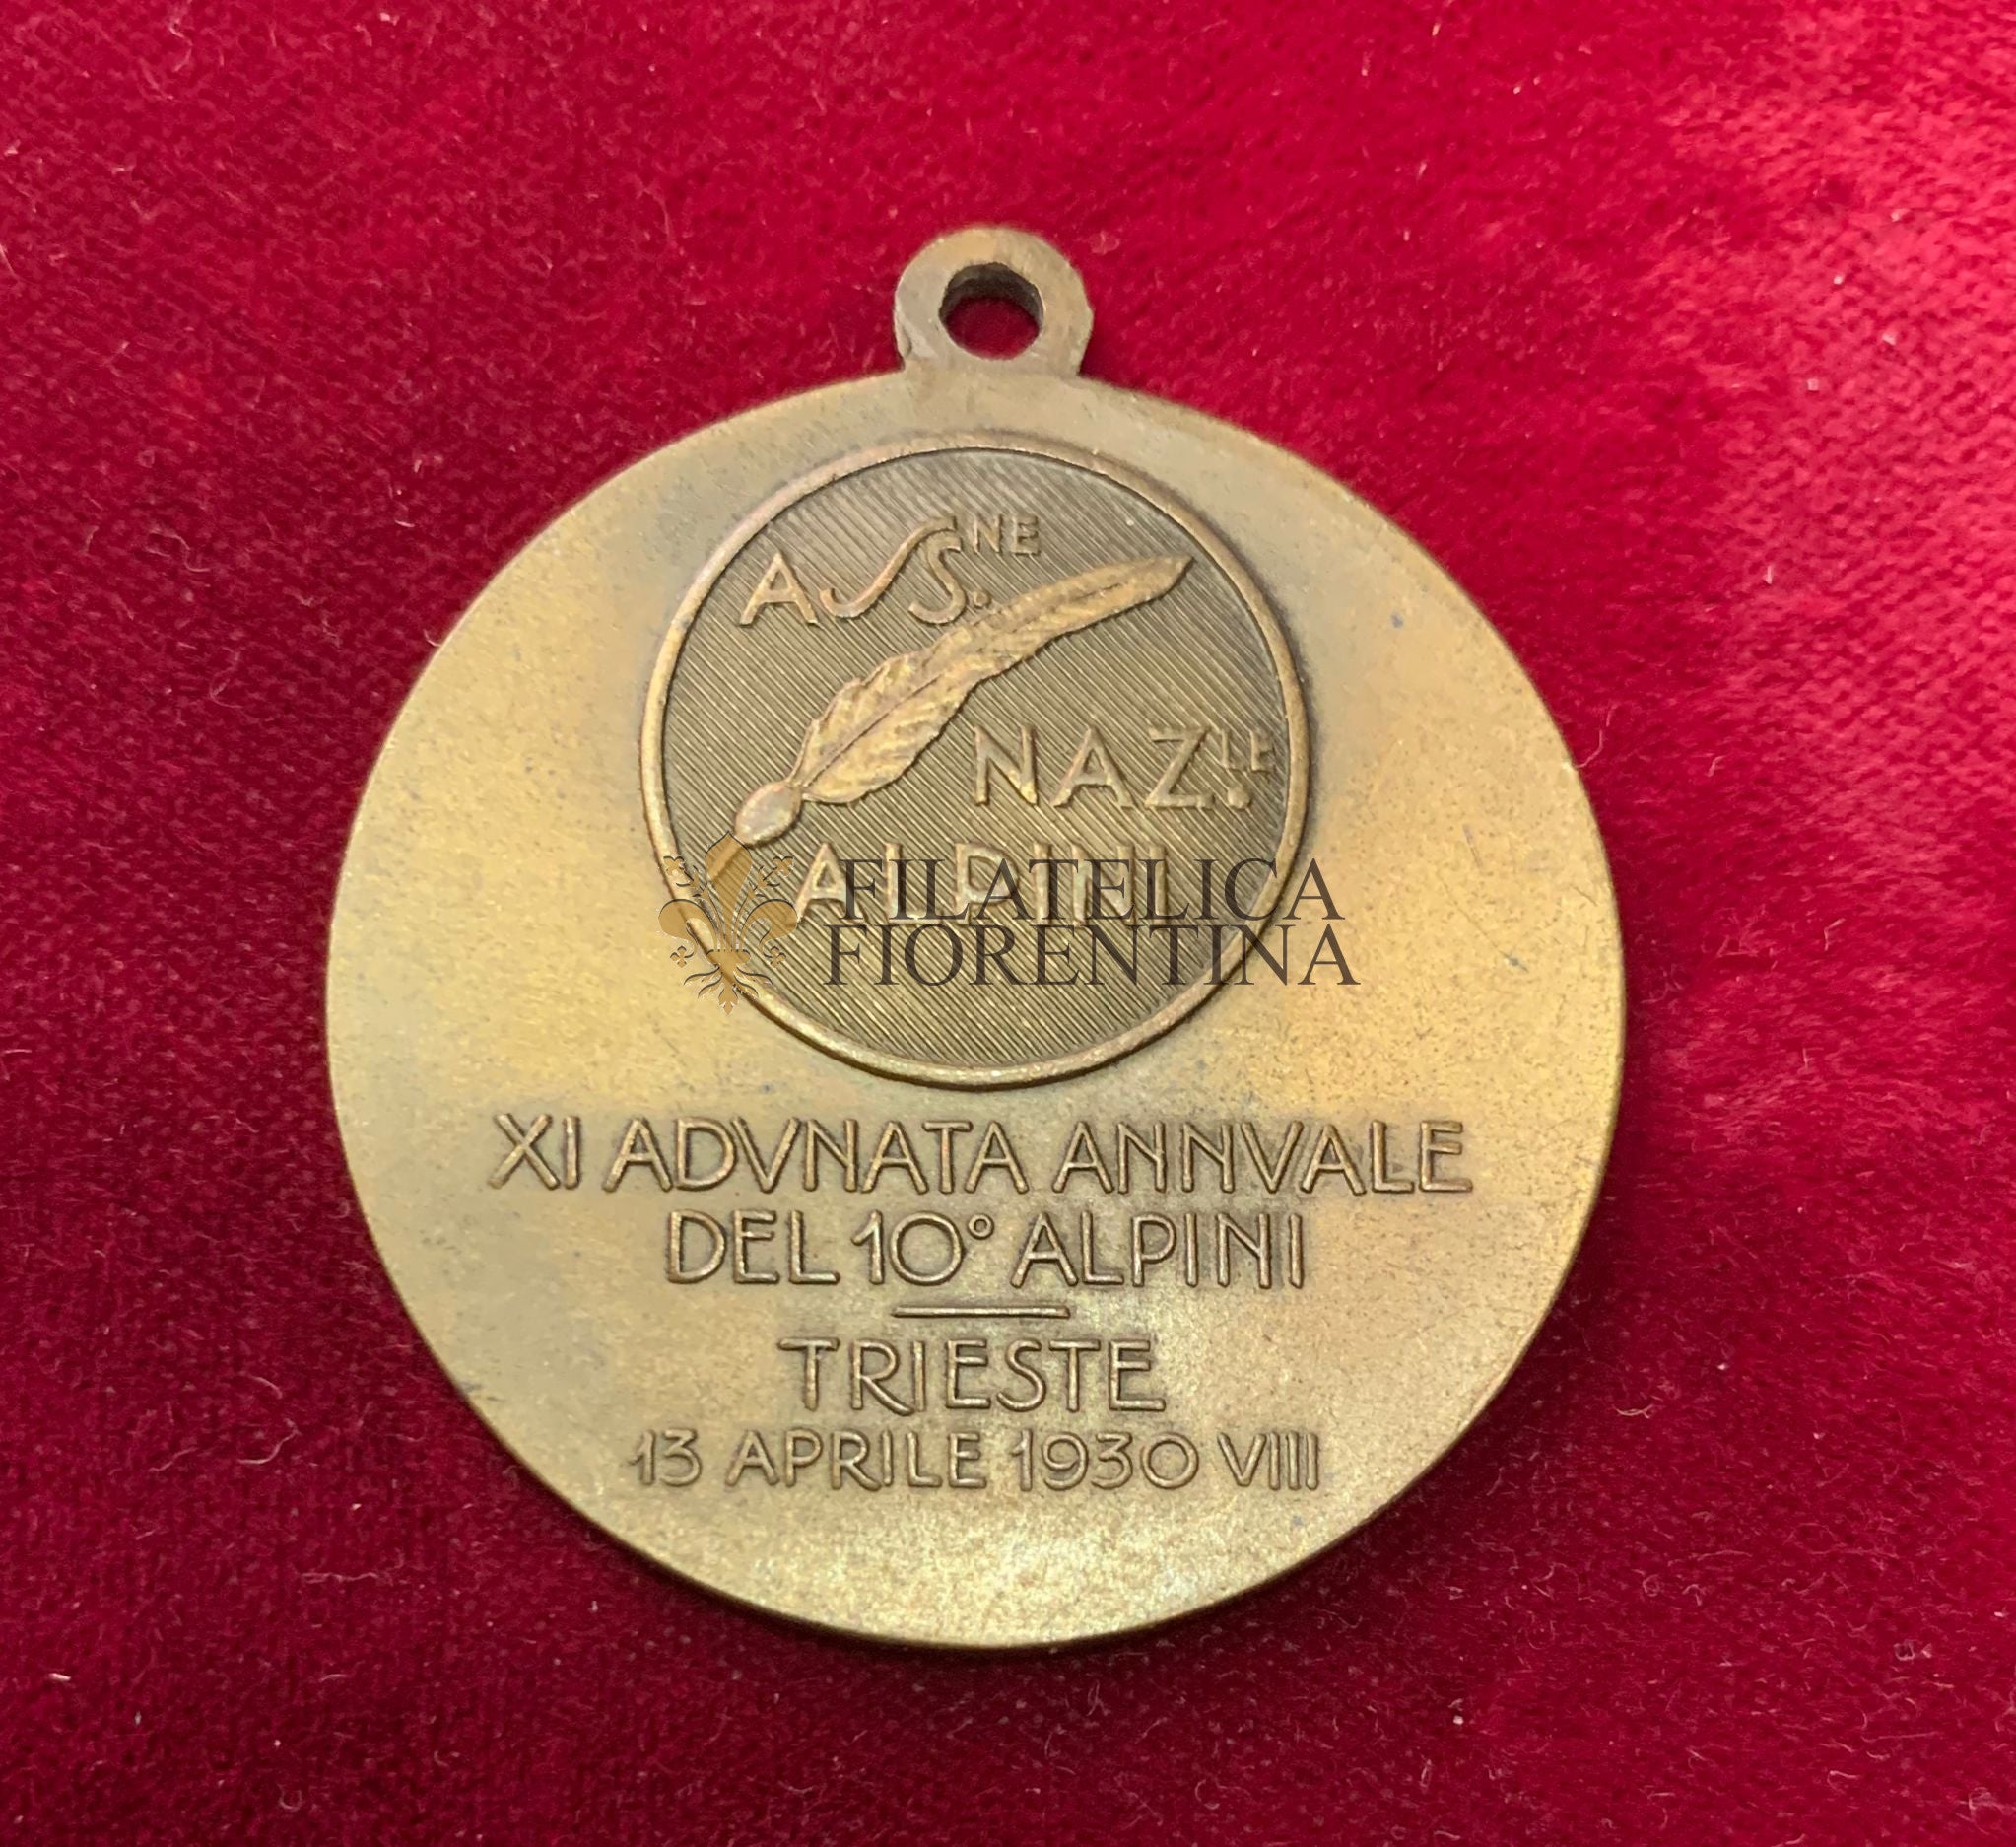 ASS.NE
NAZ.LE
ALPINI
FILATELICA
FIORENTINA
XI ADVNATA ANNVALE
DEL 10° ALPINI
TRIESTE
13 APRILE 1930 VIII